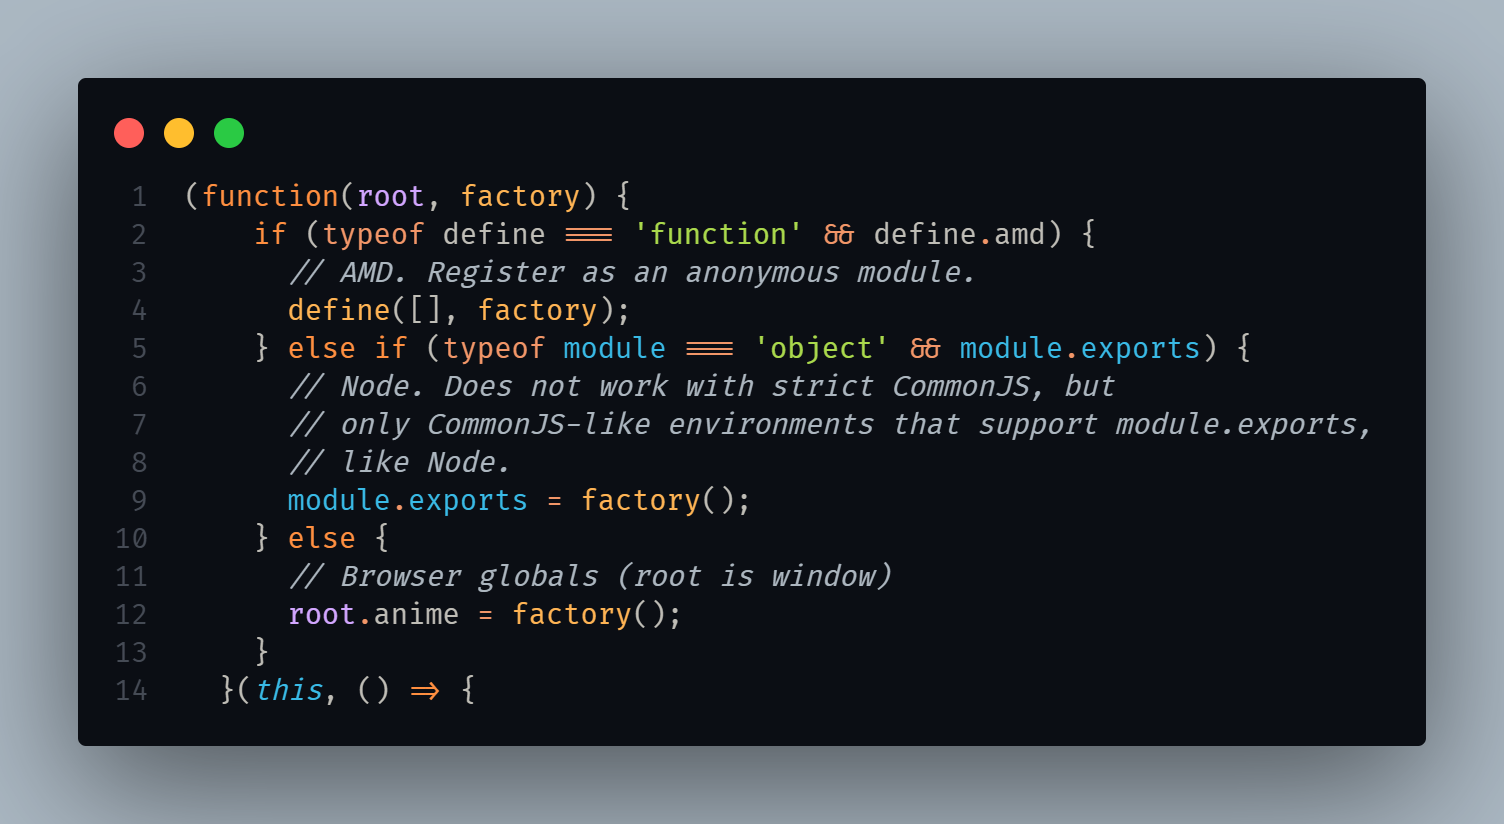 1 (function(root, factory) {
2 if (typeof define === 'function' && define.amd) {
3 // AMD. Register as an anonymous module.
4 define([], factory);
5 } else if (typeof module === 'object' && module.exports) {
6 // Node. Does not work with strict CommonJS, but
7 // only CommonJS-like environments that support module.exports,
8 // like Node.
9 module.exports = factory();
10 } else {
11 // Browser globals (root is window)
12 root.anime = factory();
13 }
14 }(this, () => {